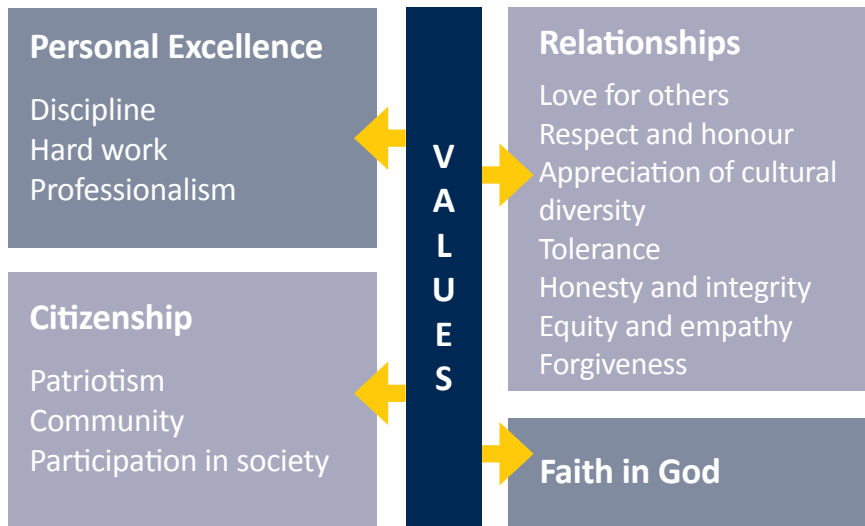 Personal Excellence
Discipline
Hard work
Professionalism
Citizenship
Patriotism
Community
Participation in society
V
A
L
U
E
S
Relationships
Love for others
Respect and honour
Appreciation of cultural
diversity
Tolerance
Honesty and integrity
Equity and empathy
Forgiveness
Faith in God